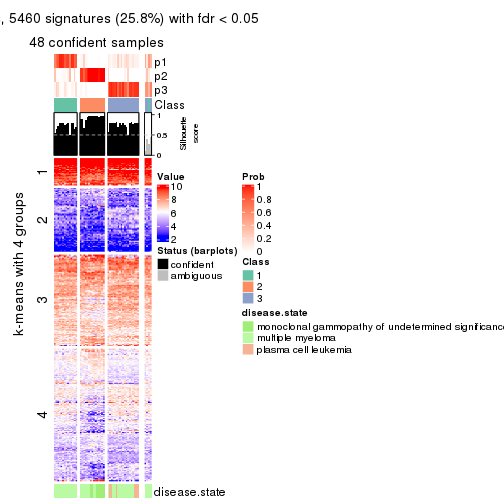 , 5460 signatures (25.8%) with fdr < 0.05
48 confident samples
p1
p2
p3
Class
1
0.5
0
Silhouette
score
k-means with 4 groups
1
2
3
4
Value
10
8
6
4
2
Status (barplots)
confident
ambiguous
Prob
1
0.8
0.6
0.4
0.2
0
Class
1
2
3
disease.state
monoclonal gammopathy of undetermined significance
multiple myeloma
plasma cell leukemia
disease.state